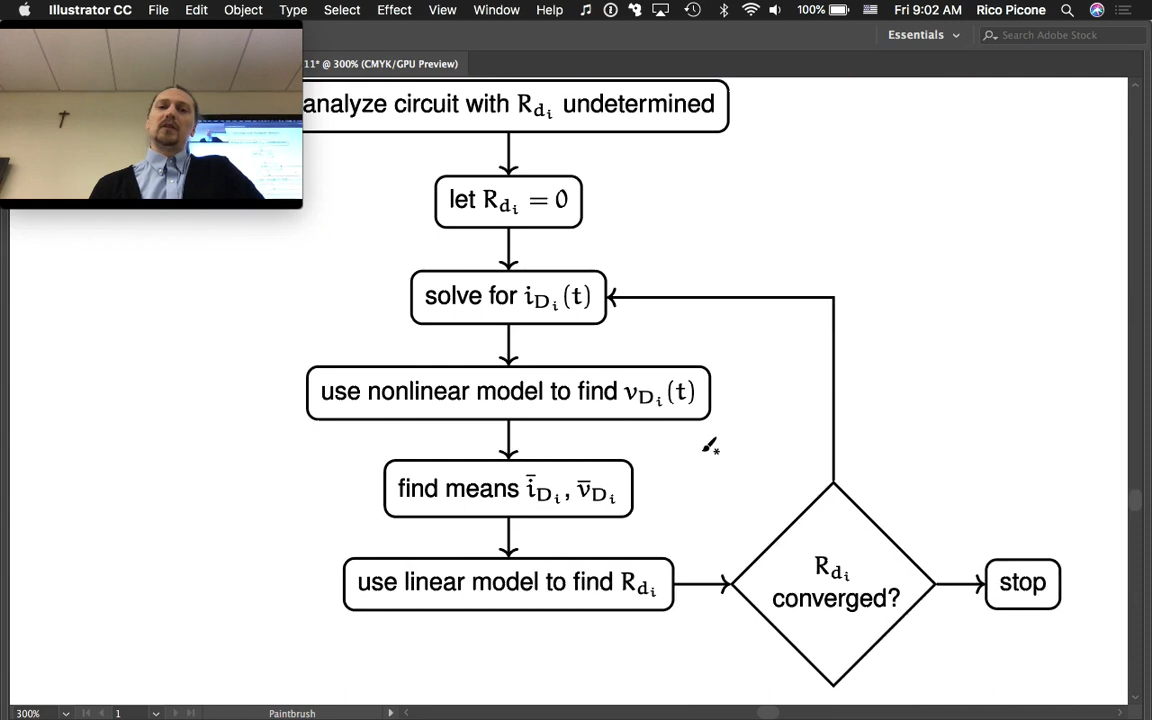 Illustrator CC File Edit Object Type Select Effect View Window Help 100% Fri 9:02 AM Rico Picone
Essentials Search Adobe Stock
11* @ 300% (CMYK/GPU Preview)
analyze circuit with R_{d_i} undetermined
let R_{d_i} = 0
solve for i_{D_i}(t)
use nonlinear model to find v_{D_i}(t)
find means i̅_{D_i}, v̅_{D_i}
use linear model to find R_{d_i}
R_{d_i}
converged?
stop
300% 1 Paintbrush